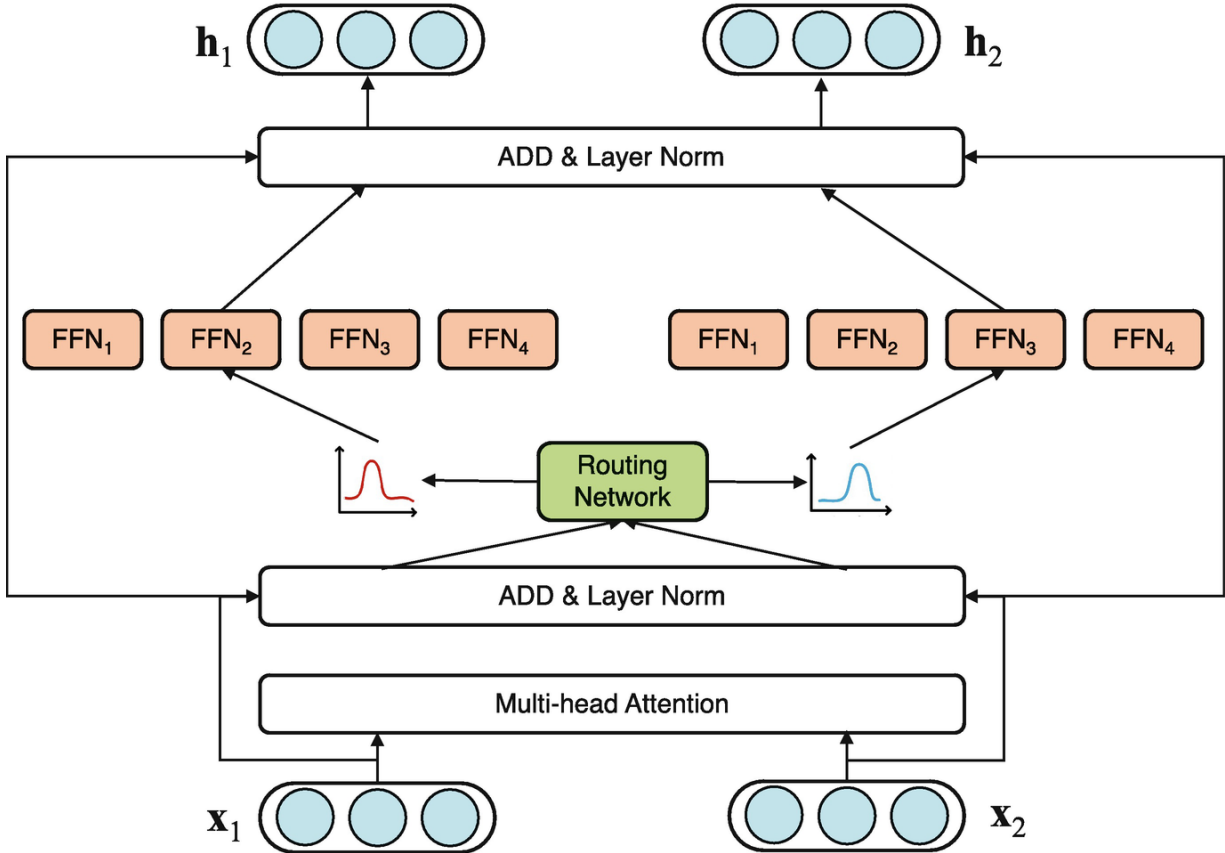 h₁
h₂
ADD & Layer Norm
FFN₁ FFN₂ FFN₃ FFN₄ FFN₁ FFN₂ FFN₃ FFN₄
Routing
Network
ADD & Layer Norm
Multi-head Attention
x₁
x₂